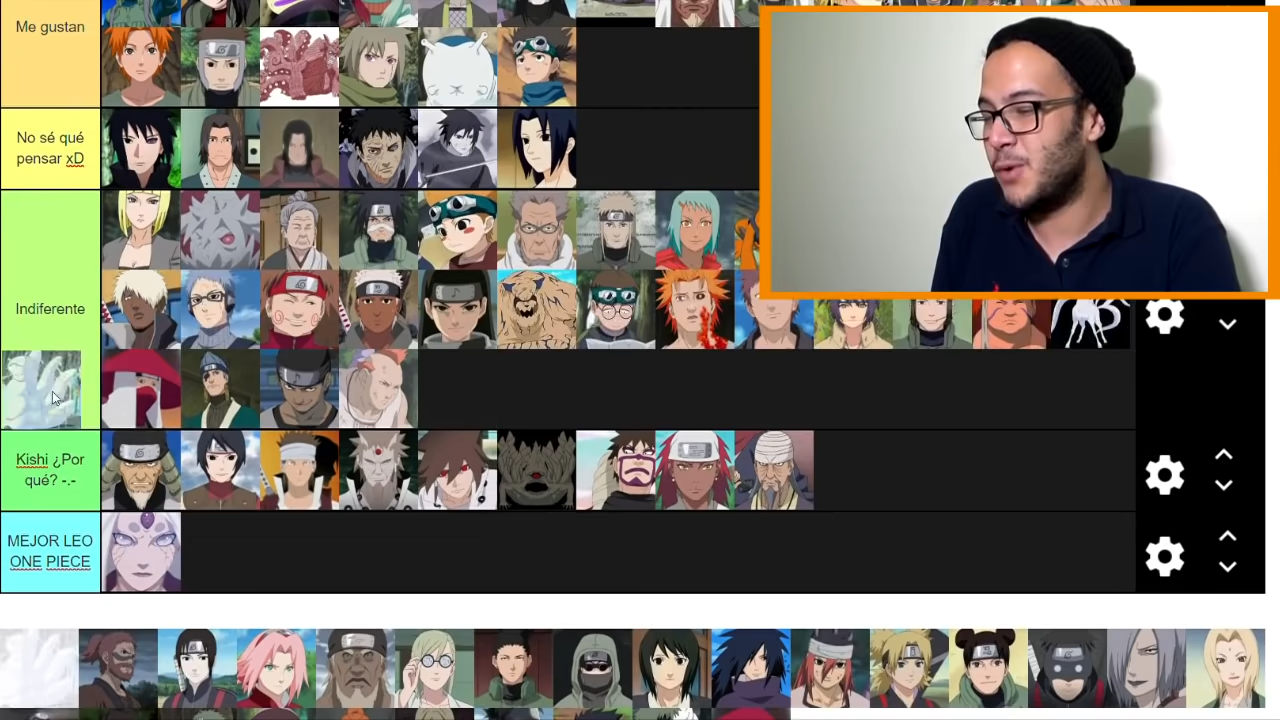 Me gustan
No sé qué
pensar xD
Indiferente
Kishi ¿Por
qué? -.-
MEJOR LEO
ONE PIECE